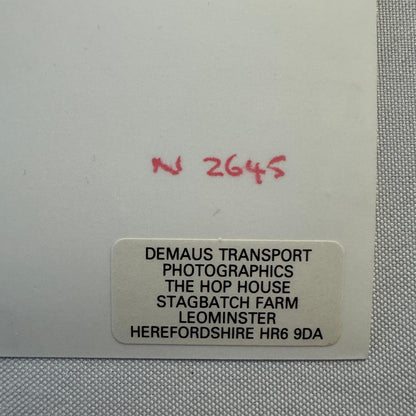 N 2645
DEMAUS TRANSPORT
PHOTOGRAPHICS
THE HOP HOUSE
STAGBATCH FARM
LEOMINSTER
HEREFORDSHIRE HR6 9DA